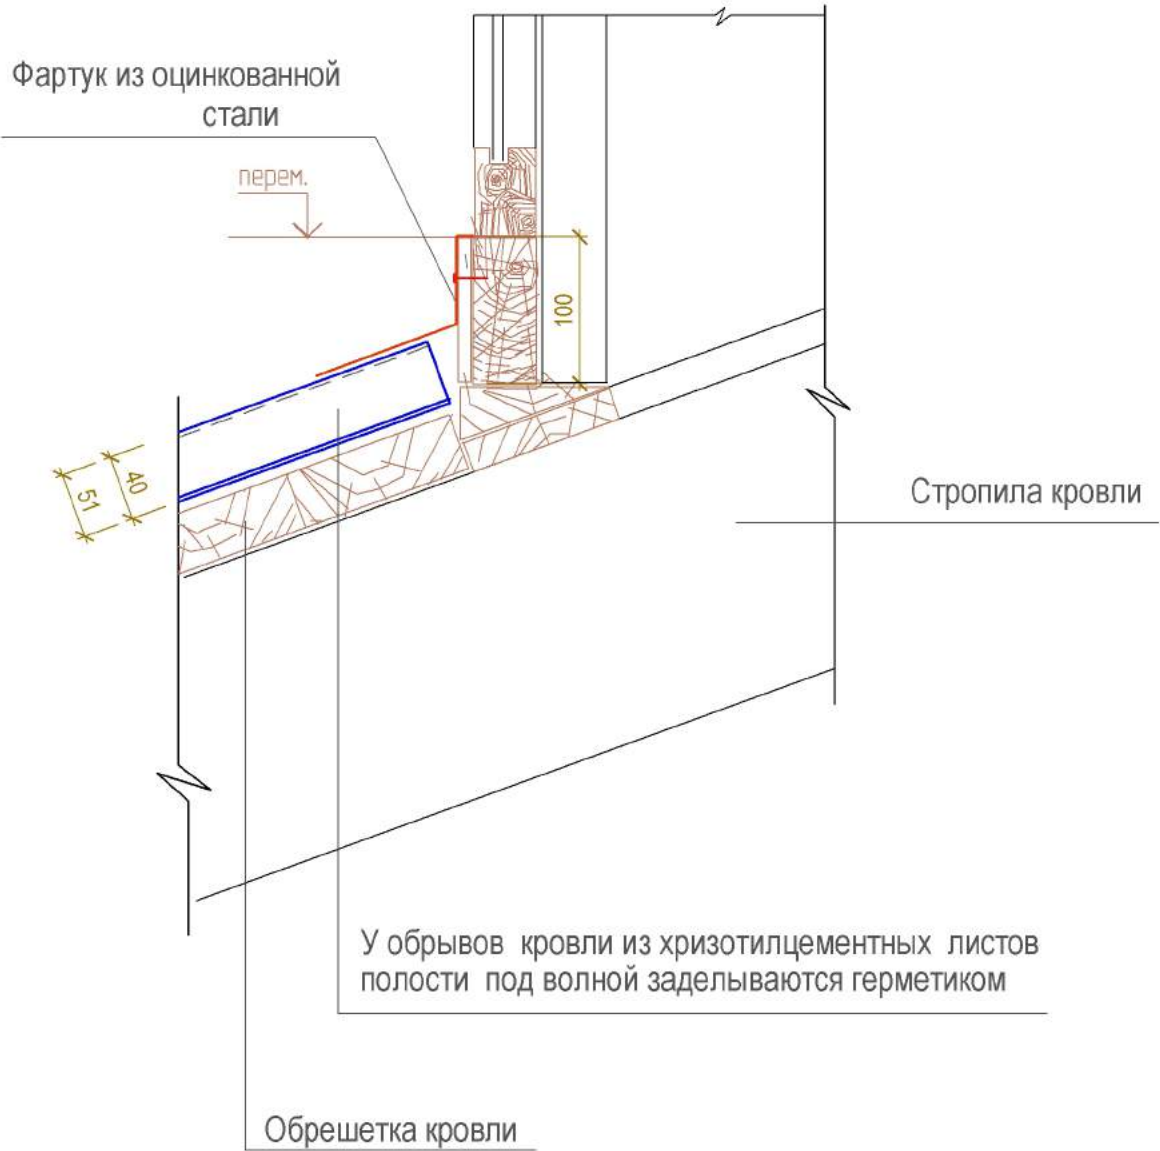 Фартук из оцинкованной
стали
перем.
100
40
51
Стропила кровли
У обрывов кровли из хризотилцементных листов
полости под волной заделываются герметиком
Обрешетка кровли